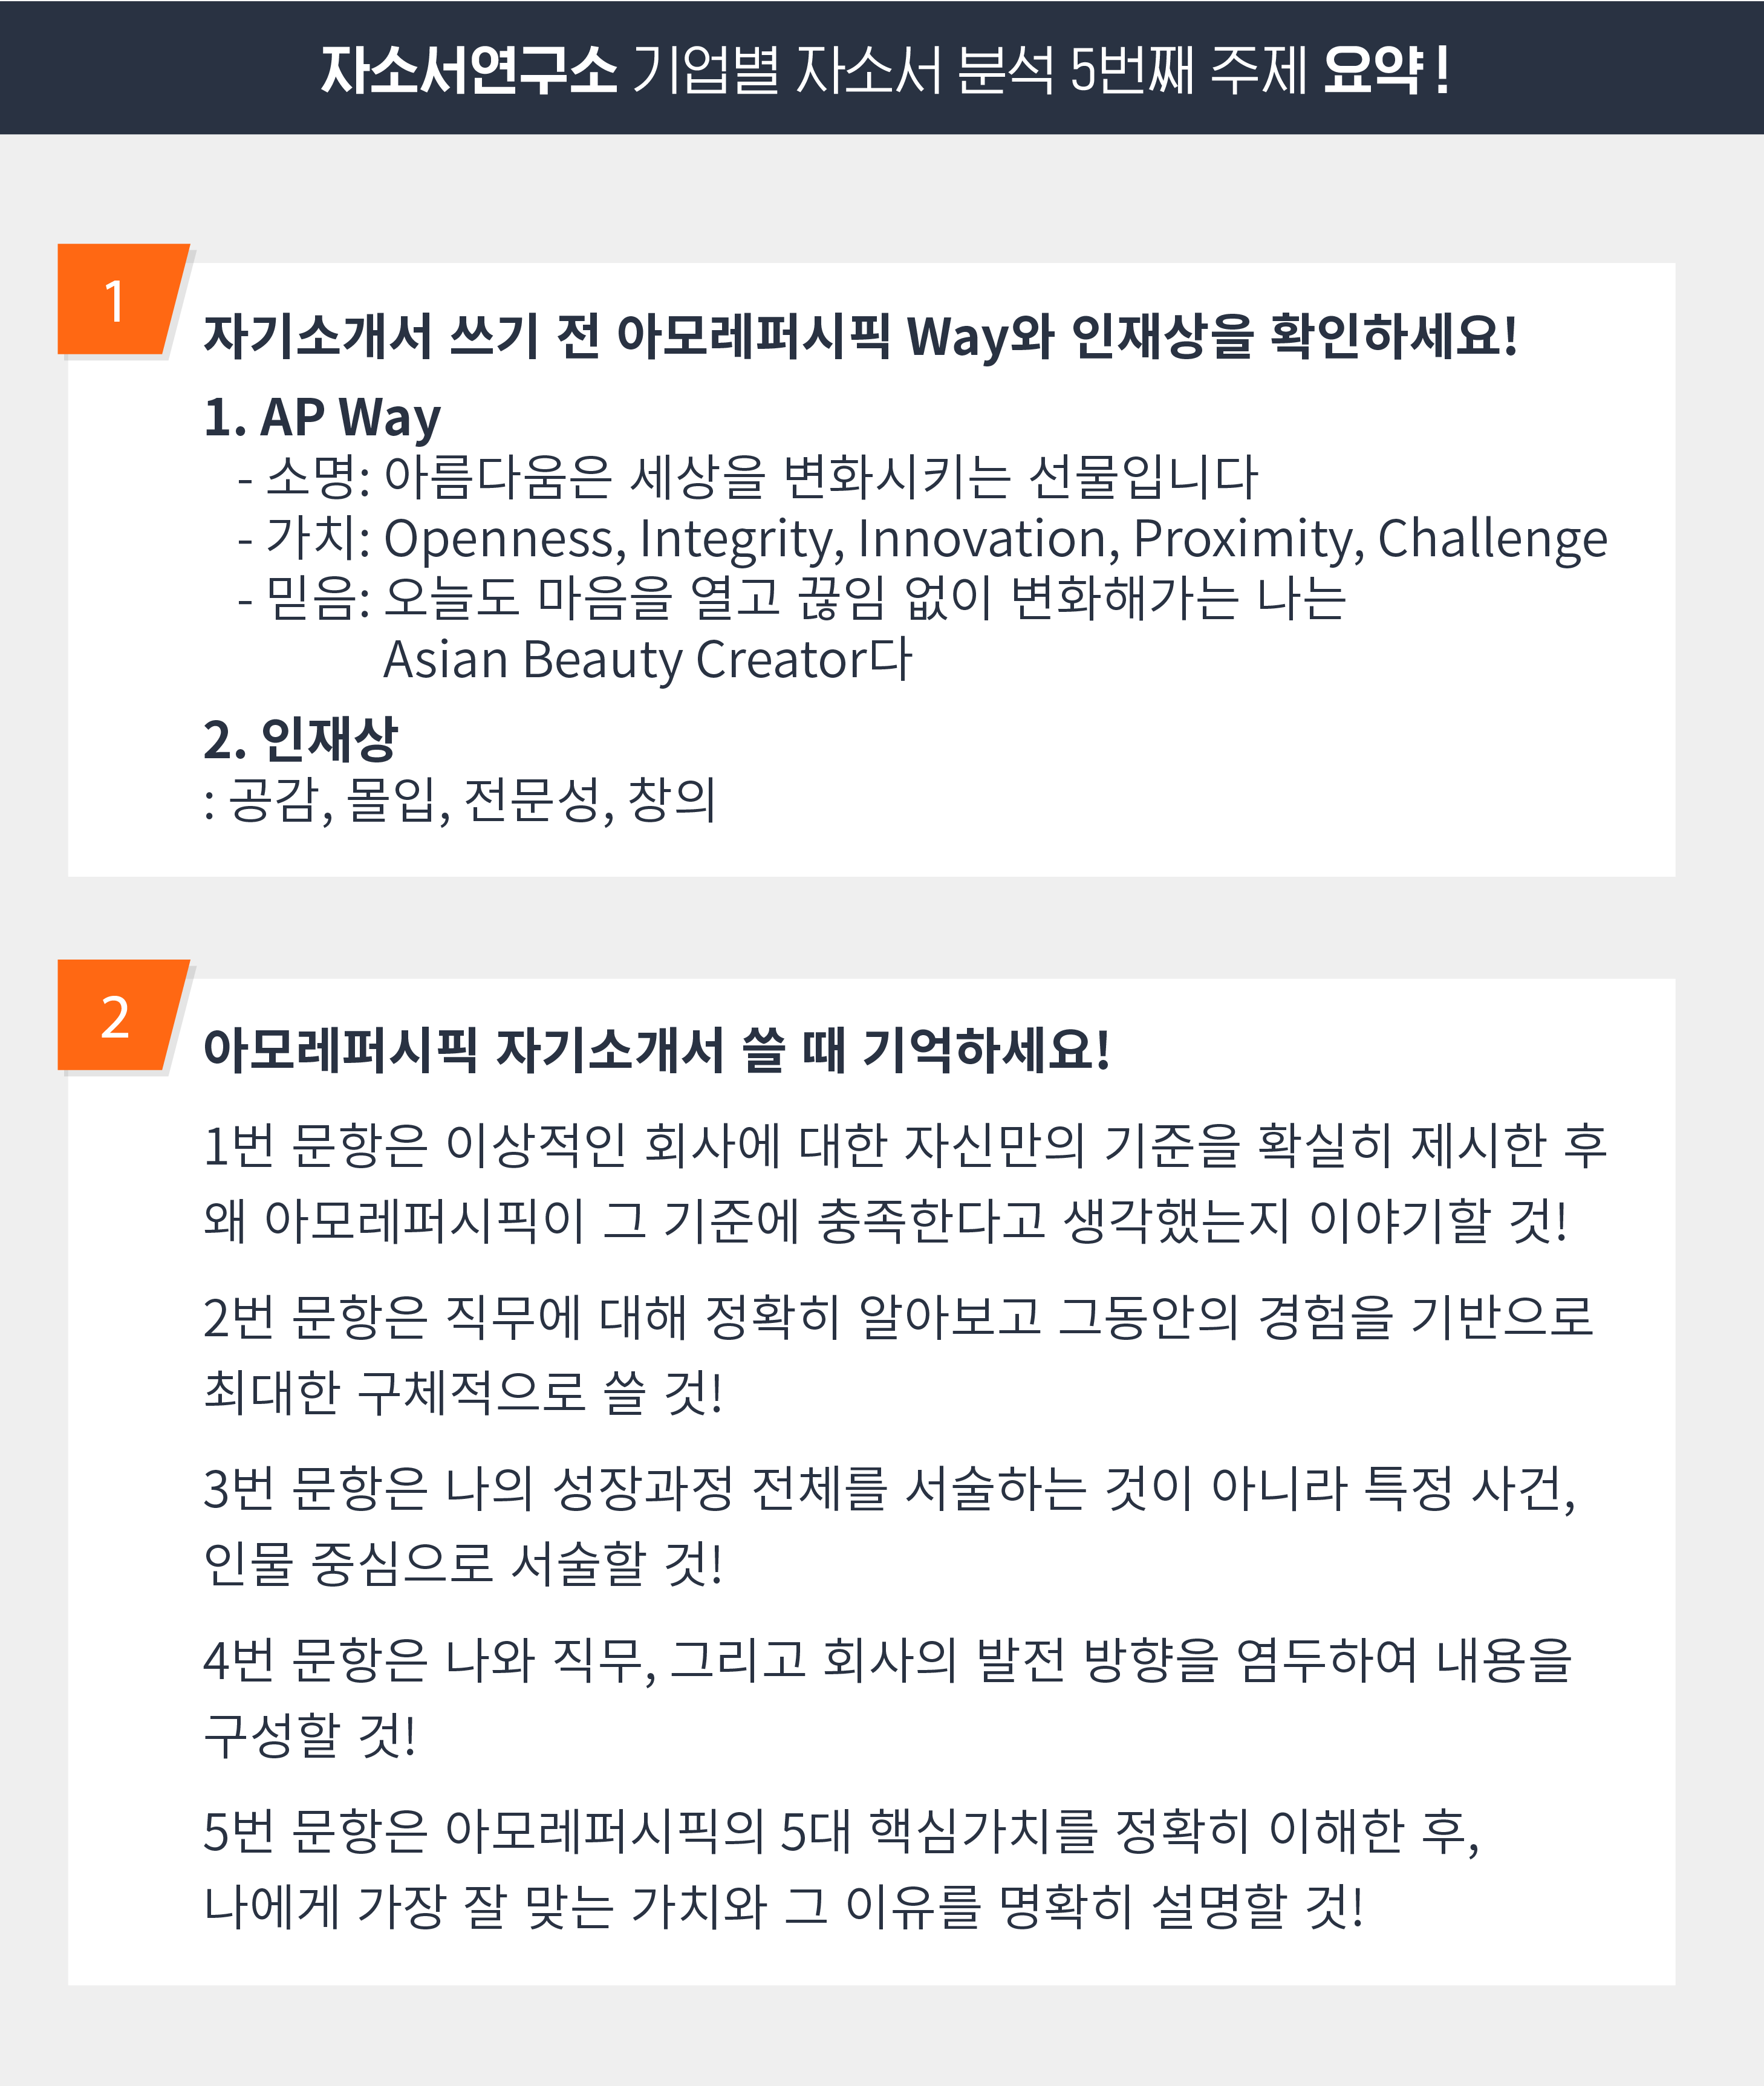 자소서연구소 기업별 자소서 분석 5번째 주제 요약 !
1
자기소개서 쓰기 전 아모레퍼시픽 Way와 인재상을 확인하세요!
1. AP Way
- 소명: 아름다움은 세상을 변화시키는 선물입니다
- 가치: Openness, Integrity, Innovation, Proximity, Challenge
- 믿음: 오늘도 마음을 열고 끊임 없이 변화해가는 나는
Asian Beauty Creator다
2. 인재상
: 공감, 몰입, 전문성, 창의
2
아모레퍼시픽 자기소개서 쓸 때 기억하세요!
1번 문항은 이상적인 회사에 대한 자신만의 기준을 확실히 제시한 후
왜 아모레퍼시픽이 그 기준에 충족한다고 생각했는지 이야기할 것!
2번 문항은 직무에 대해 정확히 알아보고 그동안의 경험을 기반으로
최대한 구체적으로 쓸 것!
3번 문항은 나의 성장과정 전체를 서술하는 것이 아니라 특정 사건,
인물 중심으로 서술할 것!
4번 문항은 나와 직무, 그리고 회사의 발전 방향을 염두하여 내용을
구성할 것!
5번 문항은 아모레퍼시픽의 5대 핵심가치를 정확히 이해한 후,
나에게 가장 잘 맞는 가치와 그 이유를 명확히 설명할 것!